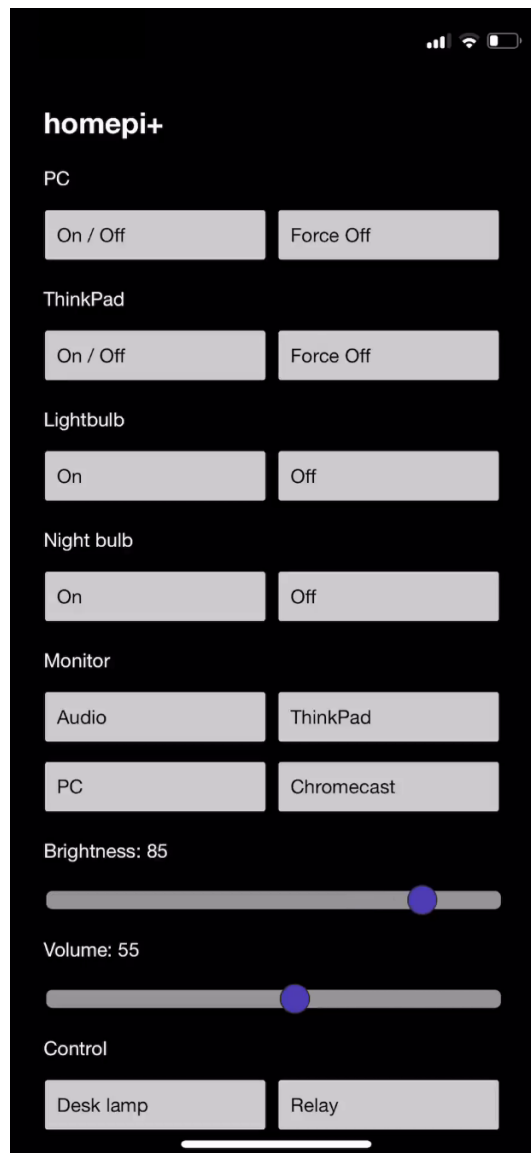 homepi+
PC
On / Off Force Off
ThinkPad
On / Off Force Off
Lightbulb
On Off
Night bulb
On Off
Monitor
Audio ThinkPad
PC Chromecast
Brightness: 85
Volume: 55
Control
Desk lamp Relay